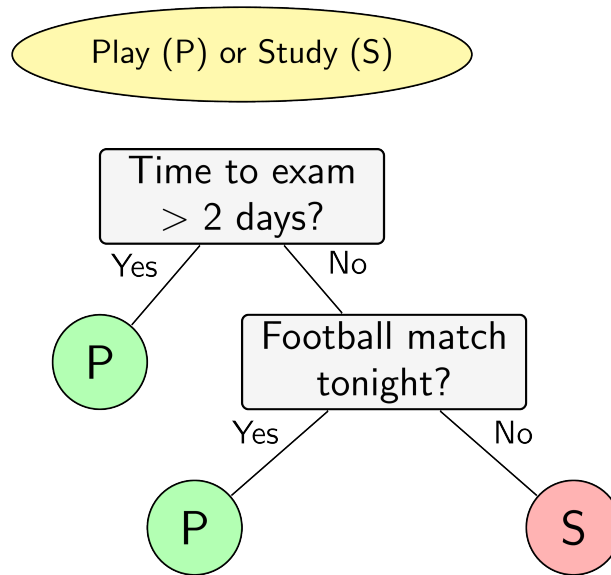 Play (P) or Study (S)
Time to exam
> 2 days?
Yes
No
P
Football match
tonight?
Yes
No
P
S